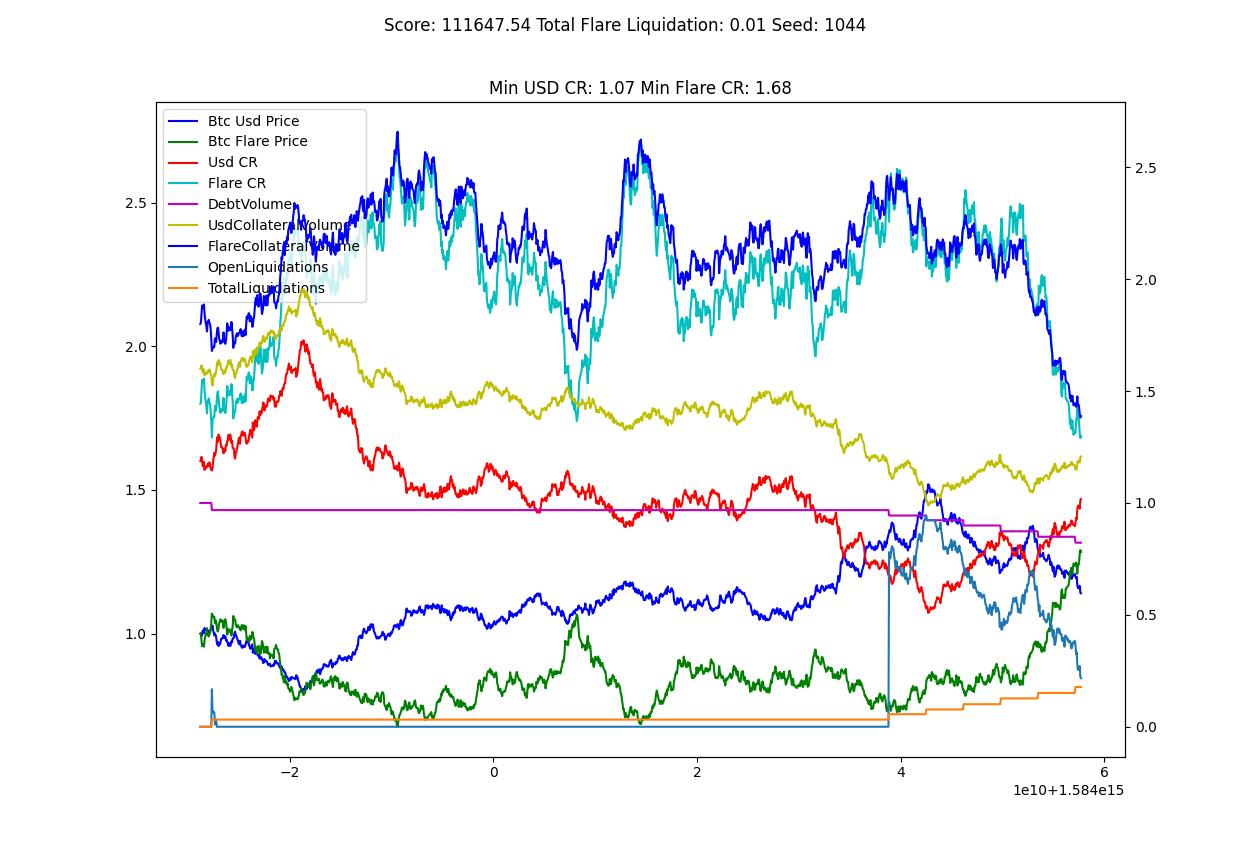 Score: 111647.54 Total Flare Liquidation: 0.01 Seed: 1044
Min USD CR: 1.07 Min Flare CR: 1.68
Btc Usd Price
Btc Flare Price
Usd CR
Flare CR
DebtVolume
UsdCollateralVolume
FlareCollateralVolume
OpenLiquidations
TotalLiquidations
2.5
2.0
1.5
1.0
2.5
2.0
1.5
1.0
0.5
0.0
−2 0 2 4 6
1e10+1.584e15